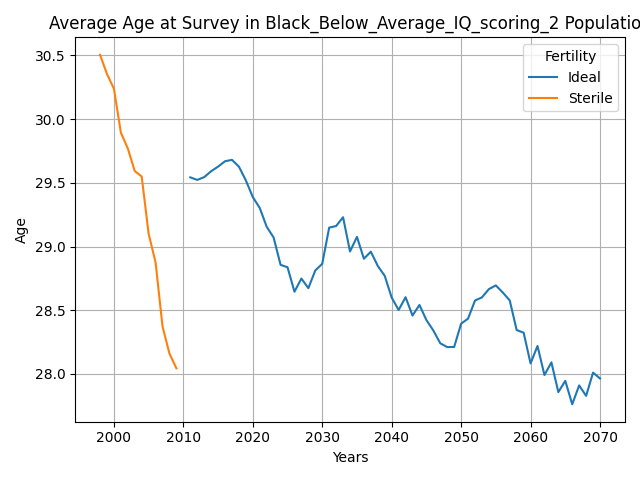 Average Age at Survey in Black_Below_Average_IQ_scoring_2 Populatio
Fertility
Ideal
Sterile
30.5
30.0
29.5
29.0
28.5
28.0
Age
2000 2010 2020 2030 2040 2050 2060 2070
Years